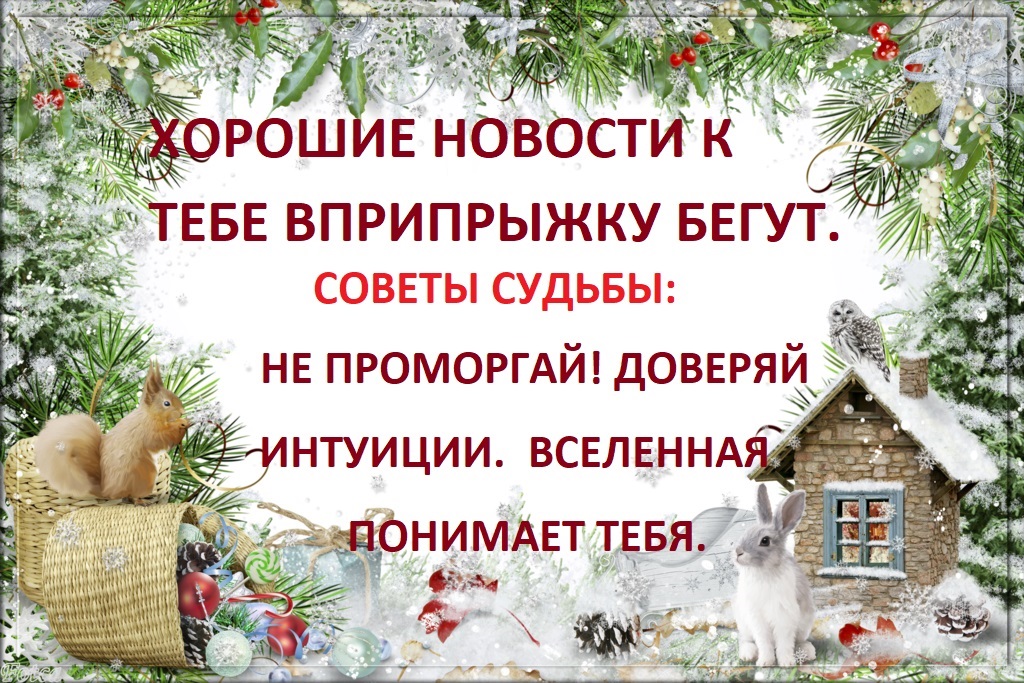 ХОРОШИЕ НОВОСТИ К
ТЕБЕ ВПРИПРЫЖКУ БЕГУТ.
СОВЕТЫ СУДЬБЫ:
НЕ ПРОМОРГАЙ! ДОВЕРЯЙ
ИНТУИЦИИ. ВСЕЛЕННАЯ
ПОНИМАЕТ ТЕБЯ.